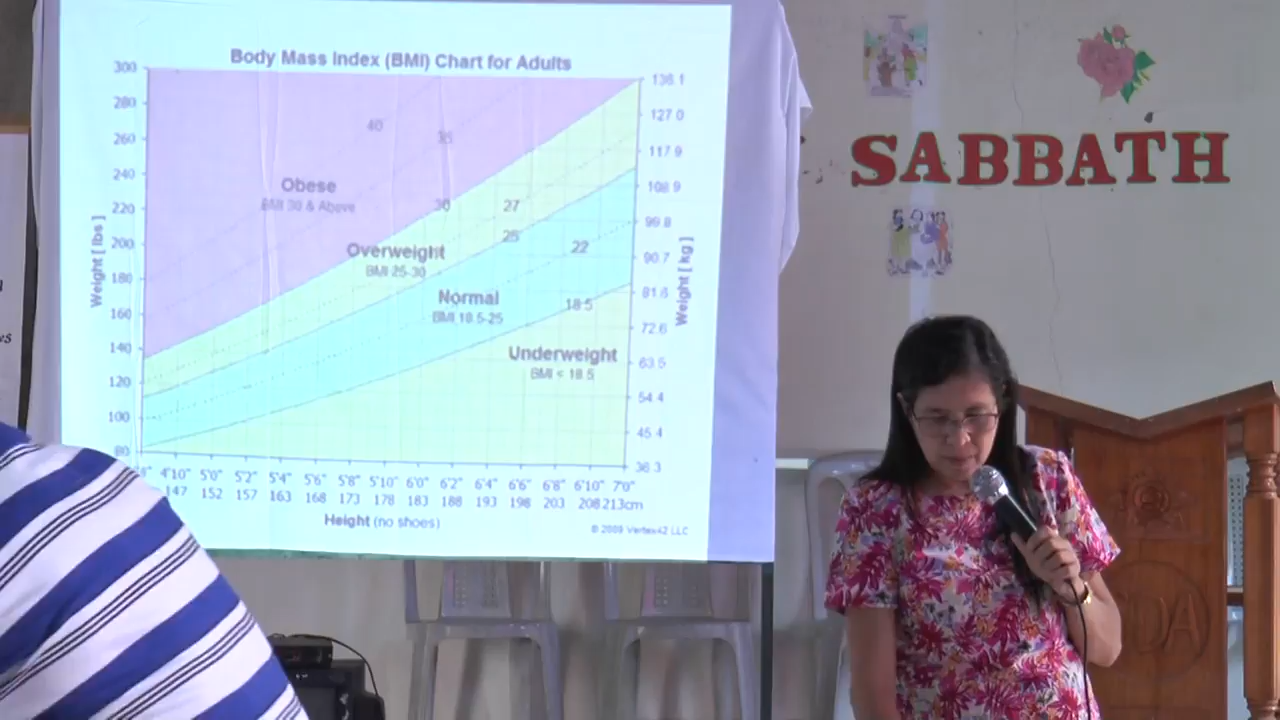 Body Mass Index (BMI) Chart for Adults
300
280
260
240
220
200
180
160
140
120
100
80
Weight [ lbs ]
136.1
127.0
117.9
108.9
99.8
90.7
81.6
72.6
63.5
54.4
45.4
36.3
Weight [ kg ]
40
35
30
27
25
22
18.5
Obese
BMI 30 & Above
Overweight
BMI 25-30
Normal
BMI 18.5-25
Underweight
BMI < 18.5
4'10" 5'0" 5'2" 5'4" 5'6" 5'8" 5'10" 6'0" 6'2" 6'4" 6'6" 6'8" 6'10" 7'0"
147 152 157 163 168 173 178 183 188 193 198 203 208 213cm
Height (no shoes)
© 2009 Vertex42 LLC
SABBATH